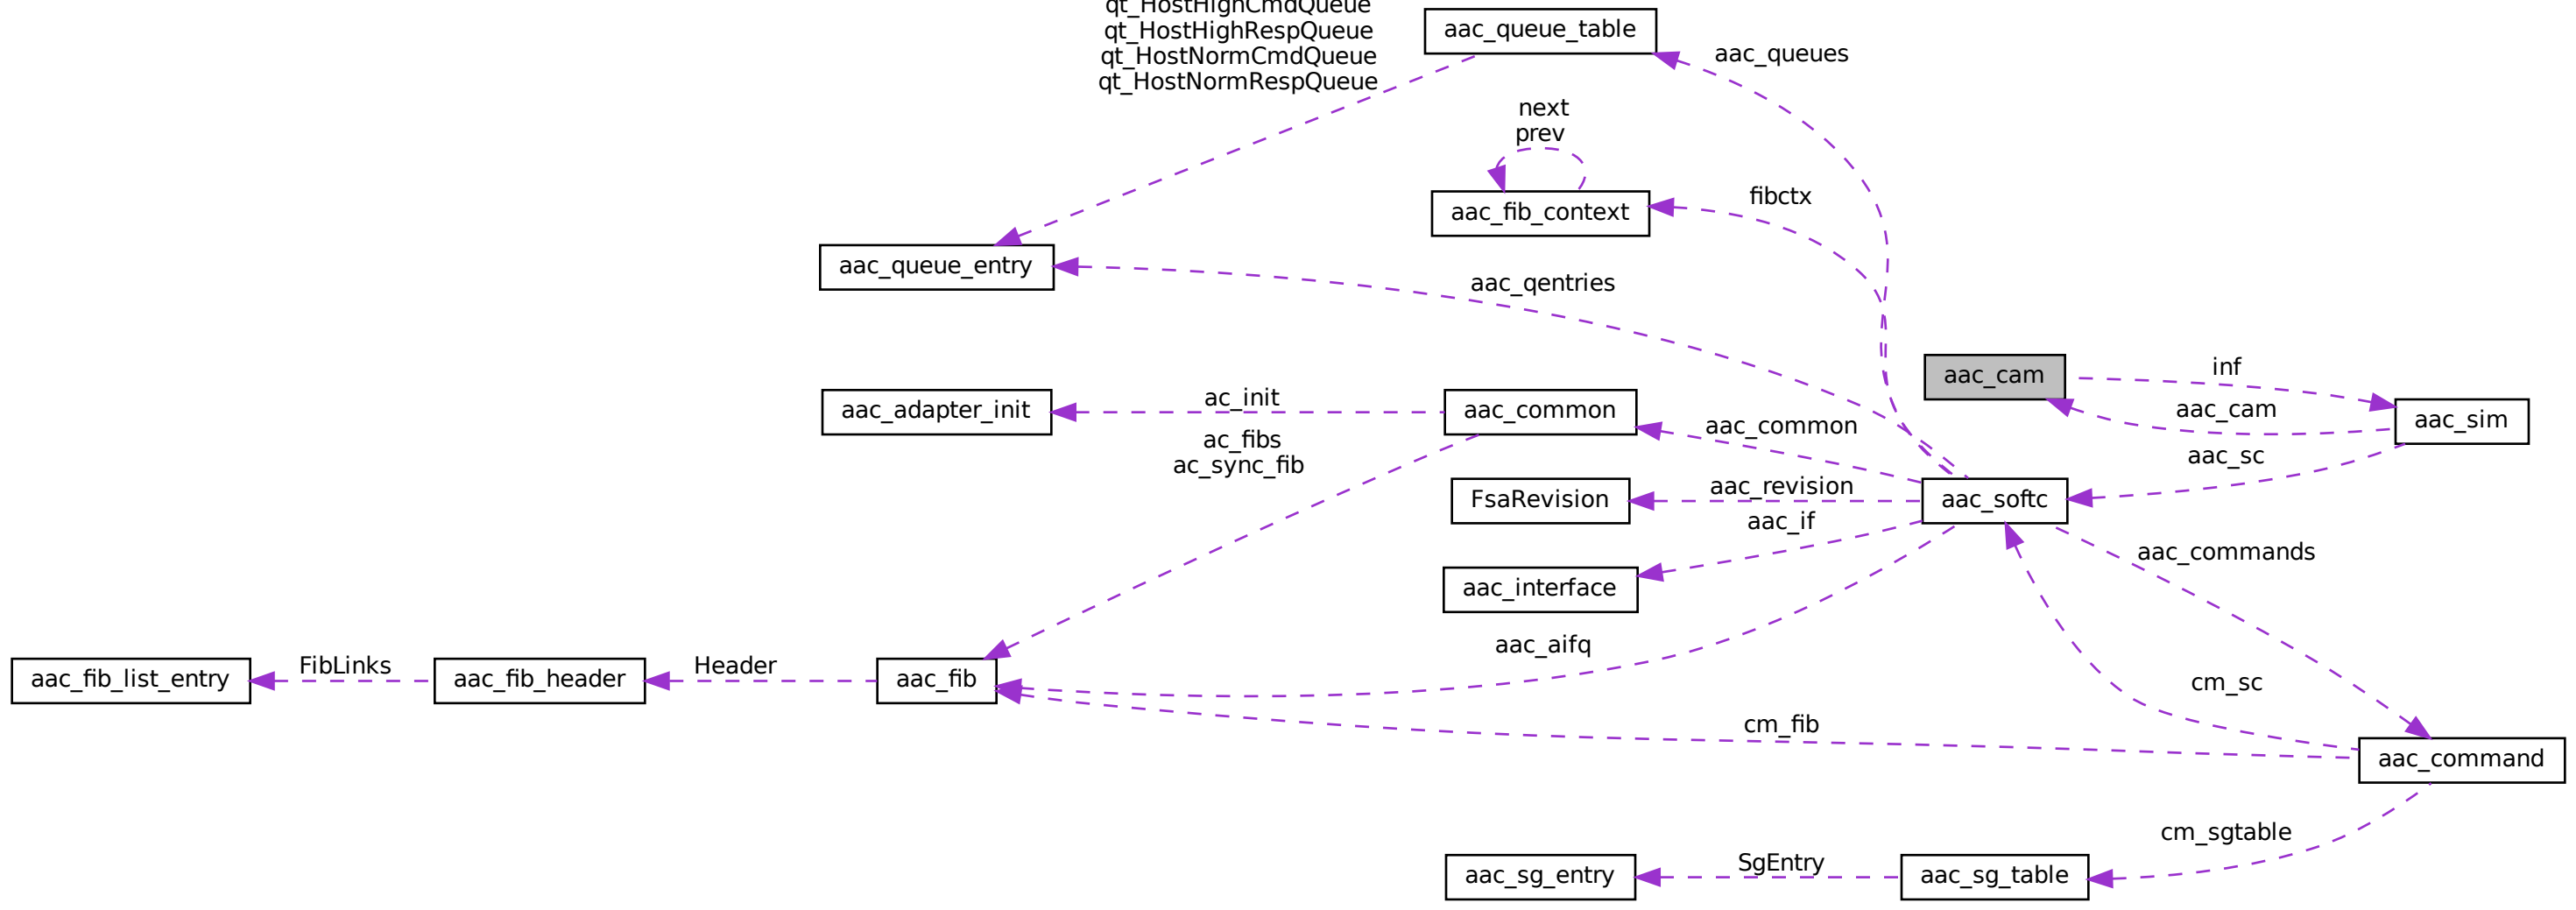 qt_HostHighCmdQueue
qt_HostHighRespQueue
qt_HostNormCmdQueue
qt_HostNormRespQueue
aac_queue_table
aac_queues
next
prev
aac_fib_context
fibctx
aac_queue_entry
aac_qentries
aac_cam
inf
aac_cam
aac_sim
aac_sc
aac_adapter_init
ac_init
aac_common
ac_fibs
ac_sync_fib
aac_common
FsaRevision
aac_revision
aac_softc
aac_if
aac_interface
aac_commands
aac_aifq
aac_fib_list_entry
FibLinks
aac_fib_header
Header
aac_fib
cm_sc
cm_fib
aac_command
cm_sgtable
aac_sg_entry
SgEntry
aac_sg_table